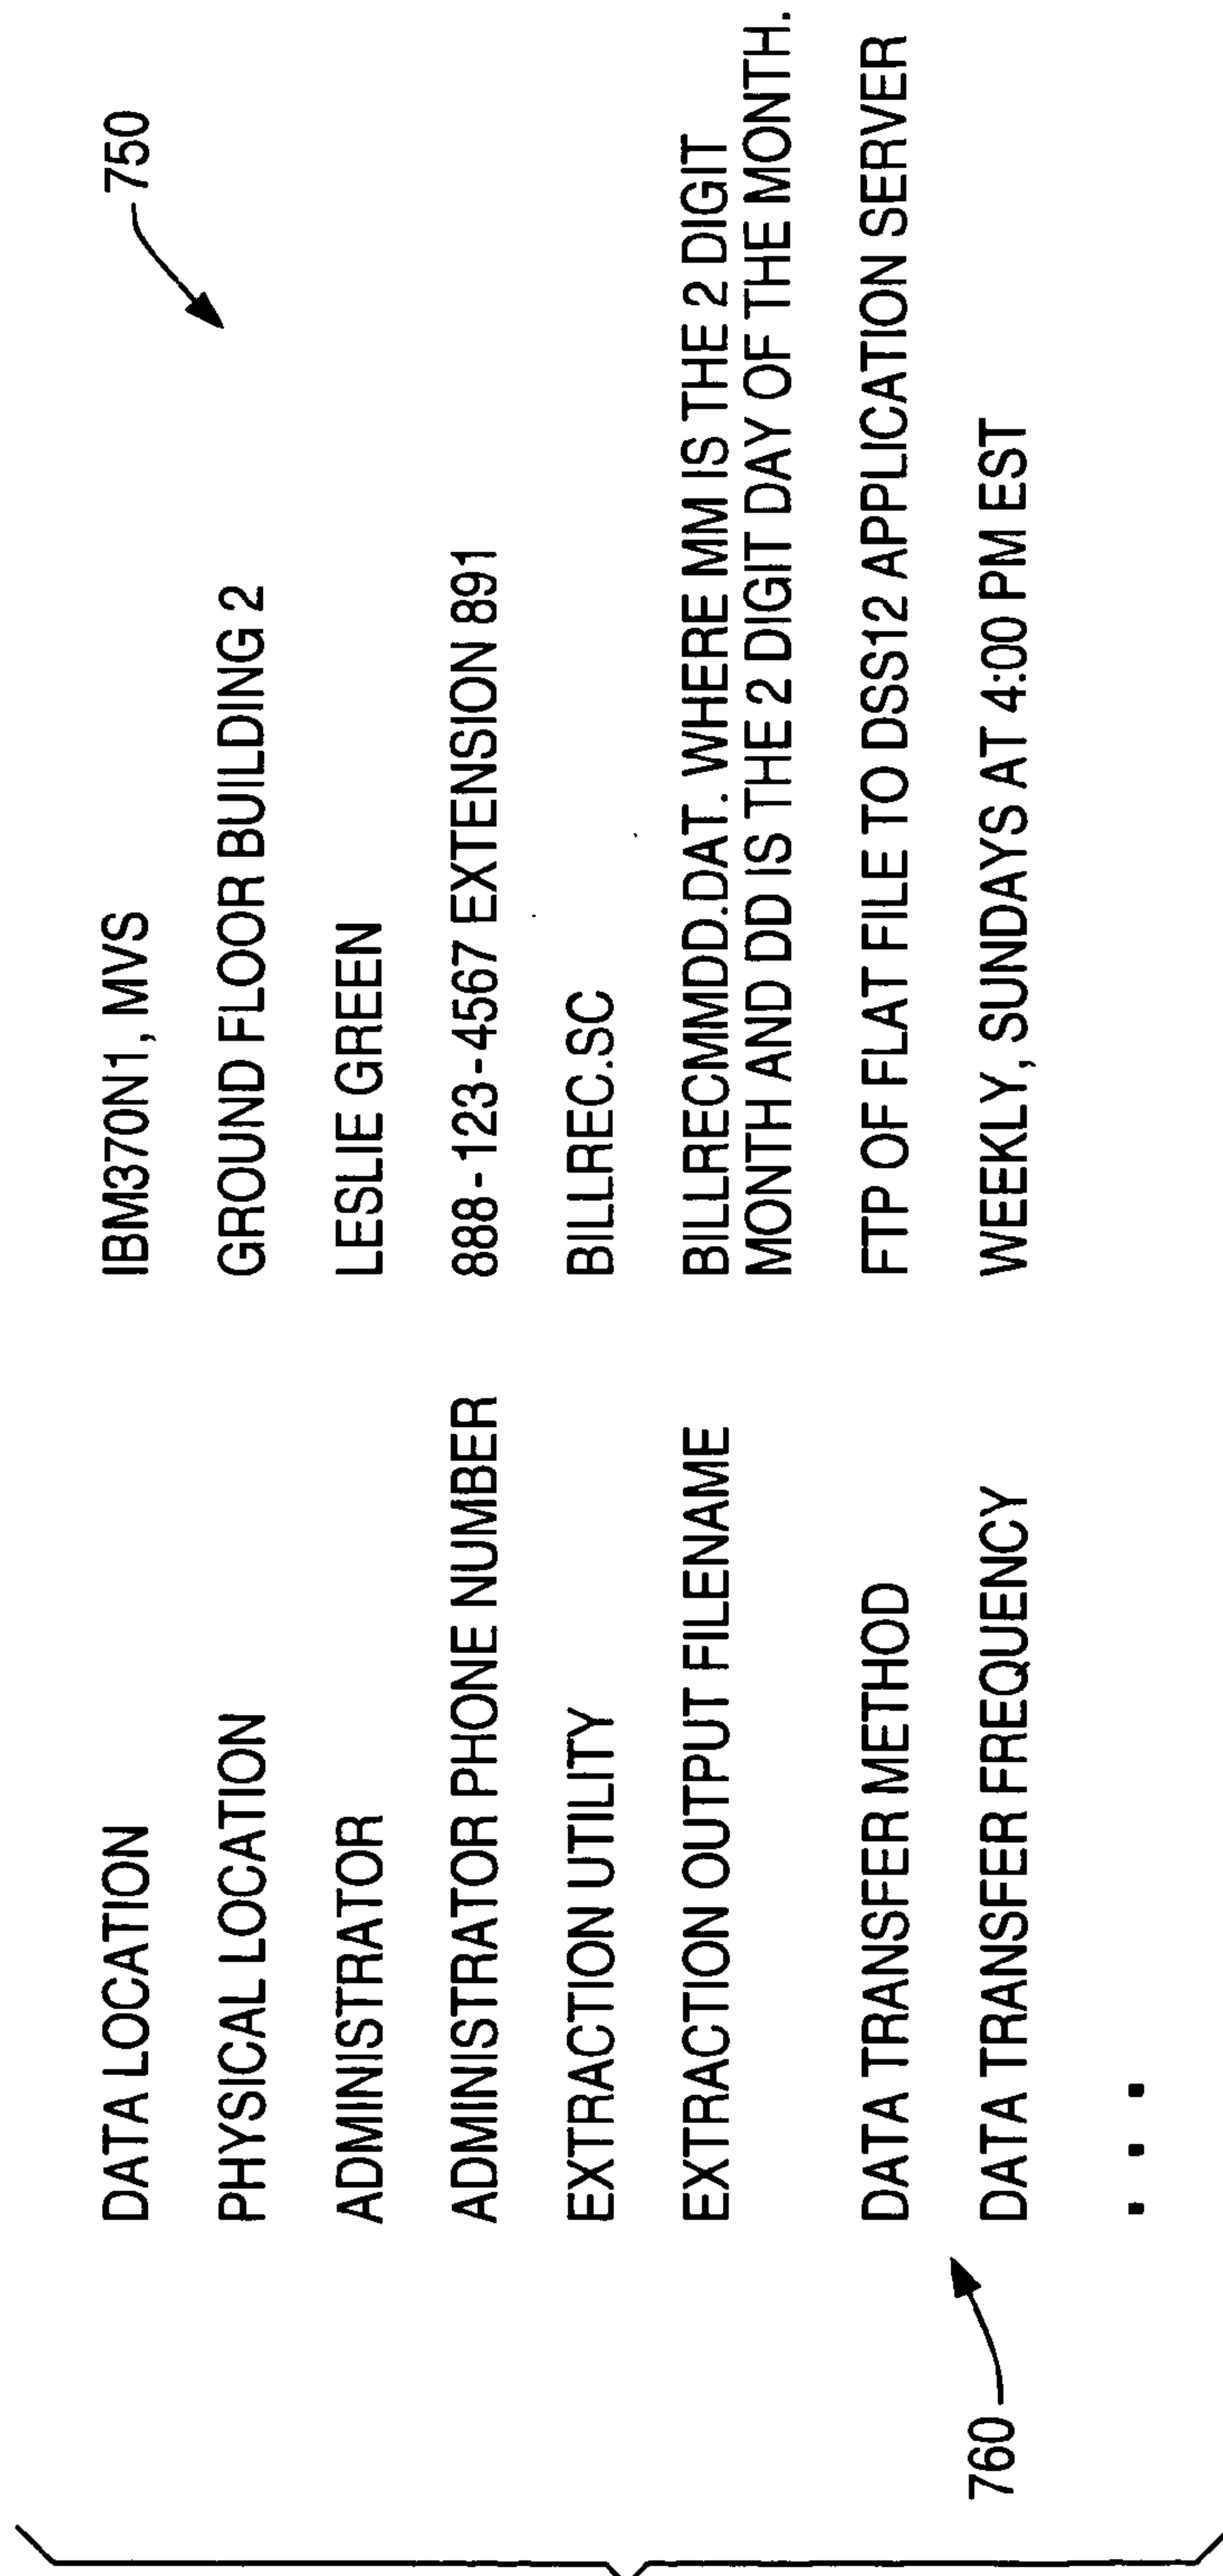 750
DATA LOCATION IBM370N1, MVS
PHYSICAL LOCATION GROUND FLOOR BUILDING 2
ADMINISTRATOR LESLIE GREEN
ADMINISTRATOR PHONE NUMBER 888-123-4567 EXTENSION 891
EXTRACTION UTILITY BILLREC.SC
EXTRACTION OUTPUT FILENAME BILLRECMMDD.DAT. WHERE MM IS THE 2 DIGIT
MONTH AND DD IS THE 2 DIGIT DAY OF THE MONTH.
DATA TRANSFER METHOD FTP OF FLAT FILE TO DSS12 APPLICATION SERVER
DATA TRANSFER FREQUENCY WEEKLY, SUNDAYS AT 4:00 PM EST
760
. . .